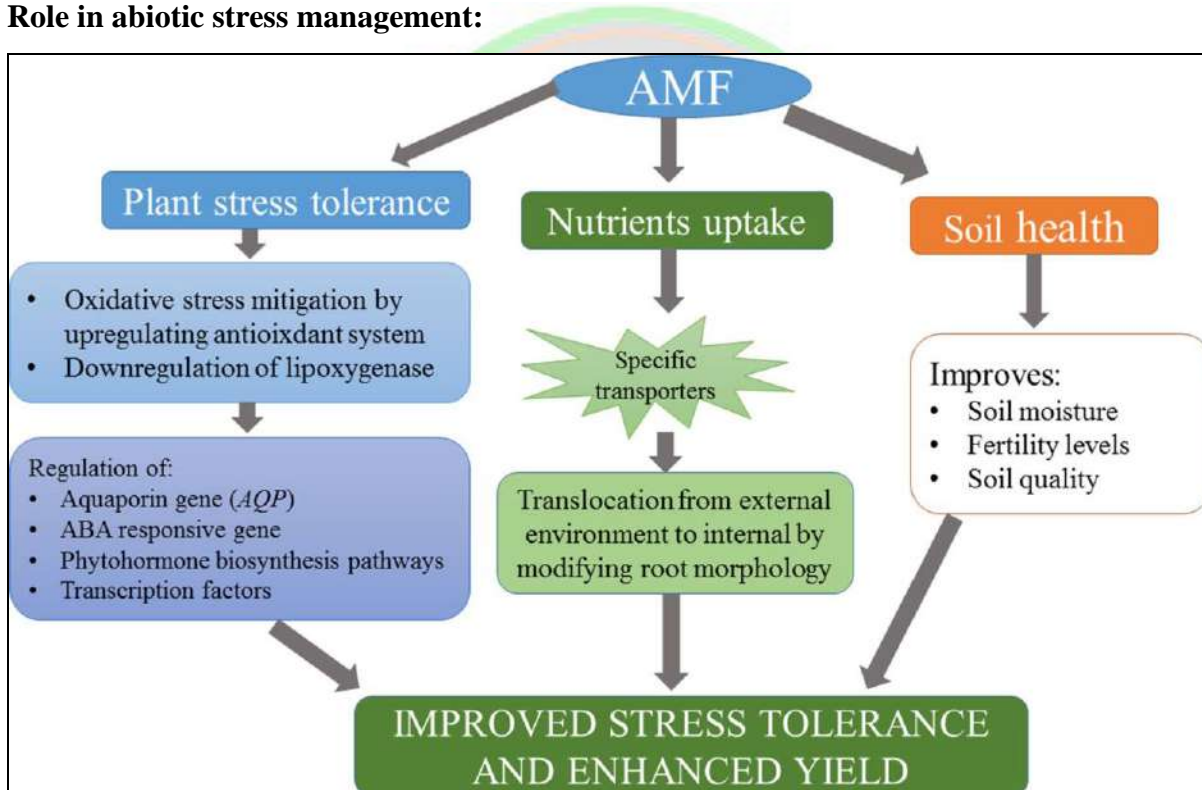 Role in abiotic stress management:
AMF
Plant stress tolerance
• Oxidative stress mitigation by
upregulating antioixdant system
• Downregulation of lipoxygenase
Regulation of:
• Aquaporin gene (AQP)
• ABA responsive gene
• Phytohormone biosynthesis pathways
• Transcription factors
Nutrients uptake
Specific
transporters
Translocation from external
environment to internal by
modifying root morphology
Soil health
Improves:
• Soil moisture
• Fertility levels
• Soil quality
IMPROVED STRESS TOLERANCE
AND ENHANCED YIELD